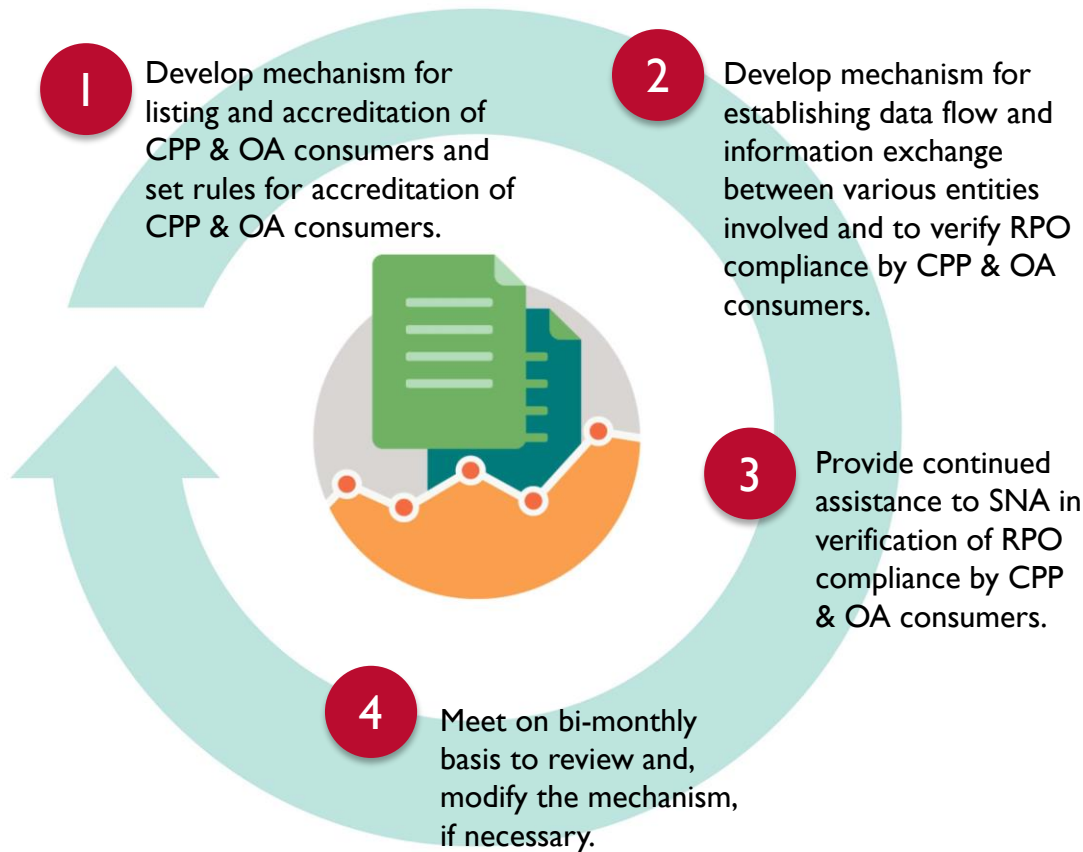 1
Develop mechanism for
listing and accreditation of
CPP & OA consumers and
set rules for accreditation of
CPP & OA consumers.
2
Develop mechanism for
establishing data flow and
information exchange
between various entities
involved and to verify RPO
compliance by CPP & OA
consumers.
3
Provide continued
assistance to SNA in
verification of RPO
compliance by CPP
& OA consumers.
4
Meet on bi-monthly
basis to review and,
modify the mechanism,
if necessary.